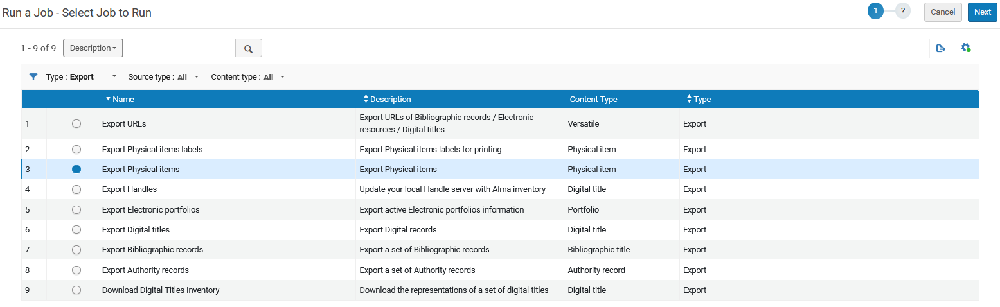 Run a Job - Select Job to Run 1 ? Cancel Next
1 - 9 of 9 Description
Type : Export Source type : All Content type : All
Name Description Content Type Type
1 Export URLs Export URLs of Bibliographic records / Electronic resources / Digital titles Versatile Export
2 Export Physical items labels Export Physical items labels for printing Physical item Export
3 Export Physical items Export Physical items Physical item Export
4 Export Handles Update your local Handle server with Alma inventory Digital title Export
5 Export Electronic portfolios Export active Electronic portfolios information Portfolio Export
6 Export Digital titles Export Digital records Digital title Export
7 Export Bibliographic records Export a set of Bibliographic records Bibliographic title Export
8 Export Authority records Export a set of Authority records Authority record Export
9 Download Digital Titles Inventory Download the representations of a set of digital titles Digital title Export